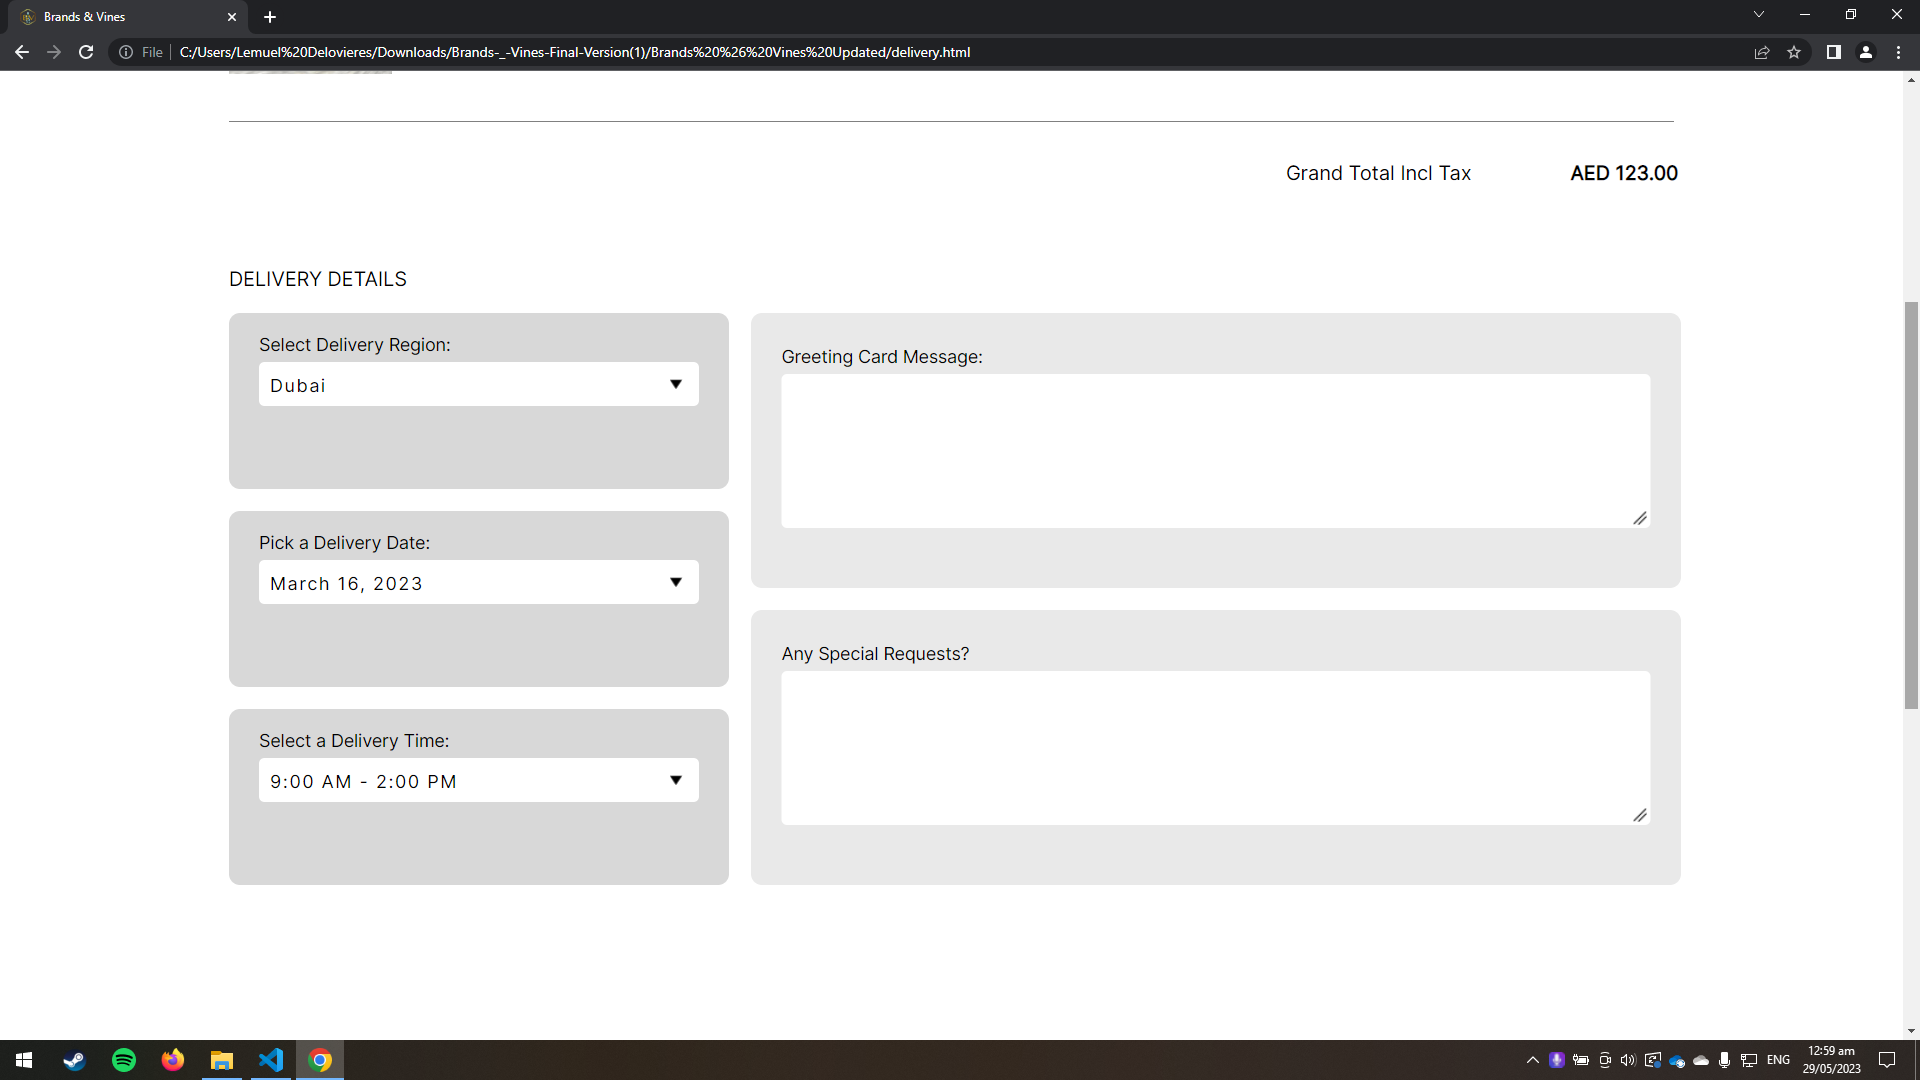 Brands & Vines
File
C:/Users/Lemuel%20Delovieres/Downloads/Brands-_-Vines-Final-Version(1)/Brands%20%26%20Vines%20Updated/delivery.html
Grand Total Incl Tax
AED 123.00
DELIVERY DETAILS
Select Delivery Region:
Dubai
Pick a Delivery Date:
March 16, 2023
Select a Delivery Time:
9:00 AM - 2:00 PM
Greeting Card Message:
Any Special Requests?
ENG
12:59 am
29/05/2023